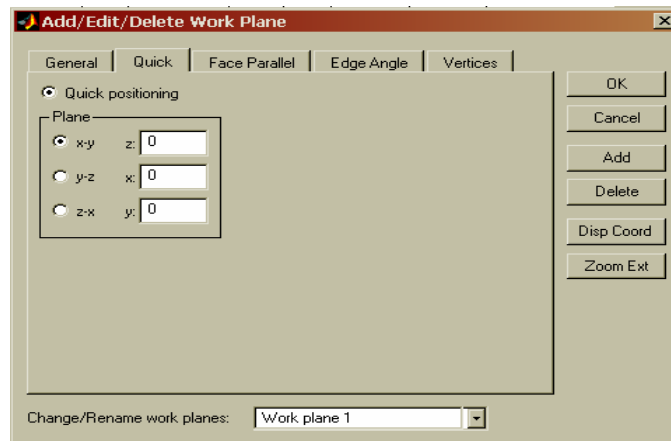 Add/Edit/Delete Work Plane
General Quick Face Parallel Edge Angle Vertices
Quick positioning
Plane
x-y z: 0
y-z x: 0
z-x y: 0
OK
Cancel
Add
Delete
Disp Coord
Zoom Ext
Change/Rename work planes: Work plane 1